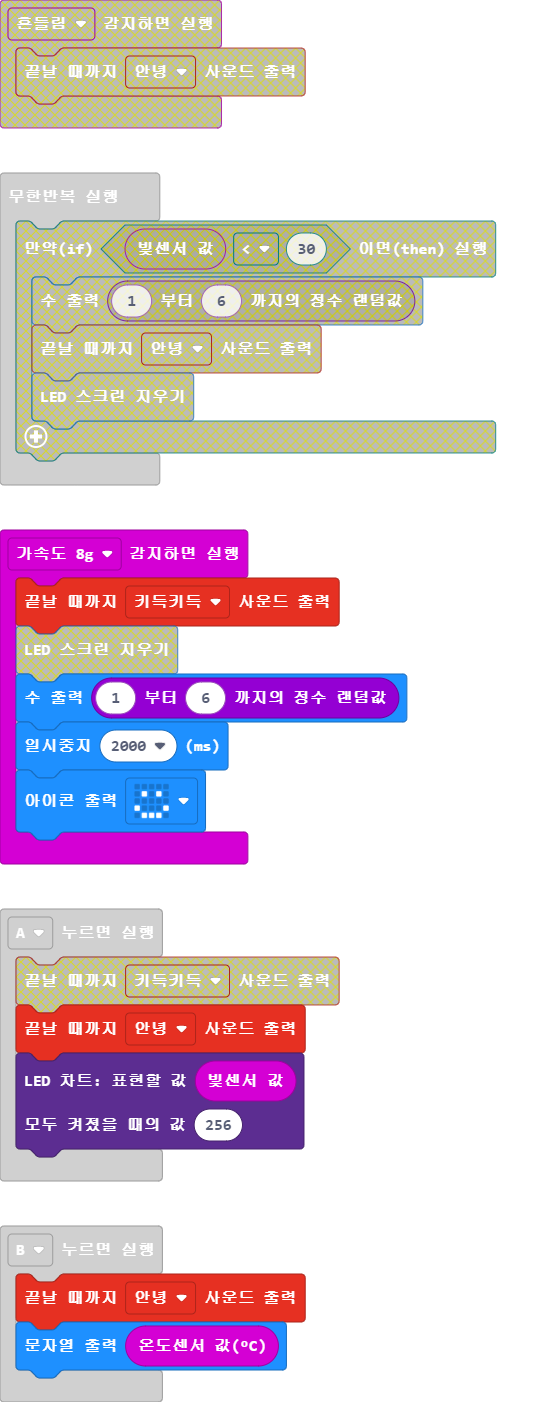 흔들림 감지하면 실행
끝날 때까지 안녕 사운드 출력
무한반복 실행
만약(if) 빛센서 값 < 30 이면(then) 실행
수 출력 1 부터 6 까지의 정수 랜덤값
끝날 때까지 안녕 사운드 출력
LED 스크린 지우기
가속도 8g 감지하면 실행
끝날 때까지 키득키득 사운드 출력
LED 스크린 지우기
수 출력 1 부터 6 까지의 정수 랜덤값
일시중지 2000 (ms)
아이콘 출력
A 누르면 실행
끝날 때까지 키득키득 사운드 출력
끝날 때까지 안녕 사운드 출력
LED 차트: 표현할 값 빛센서 값
모두 켜졌을 때의 값 256
B 누르면 실행
끝날 때까지 안녕 사운드 출력
문자열 출력 온도센서 값(ºC)